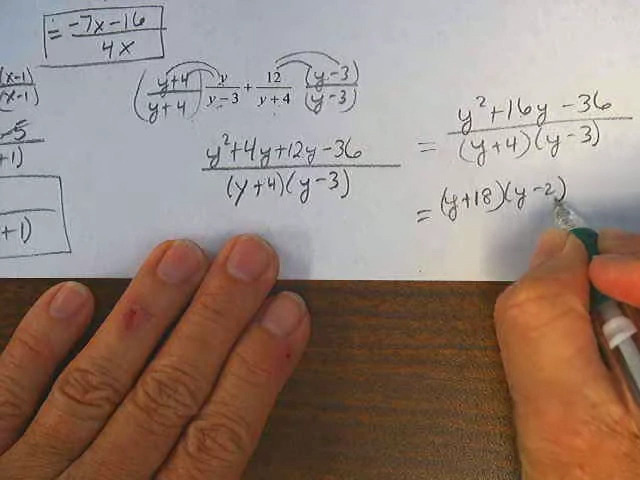 = -7x-16 / 4x
(x-1) / (x-1)
-5 / +1)
+1)
(y+4 / y+4) y / y-3 + 12 / y+4 (y-3) / (y-3)
y²+4y+12y-36 / (y+4)(y-3)
= y²+16y-36 / (y+4)(y-3)
= (y+18)(y-2)